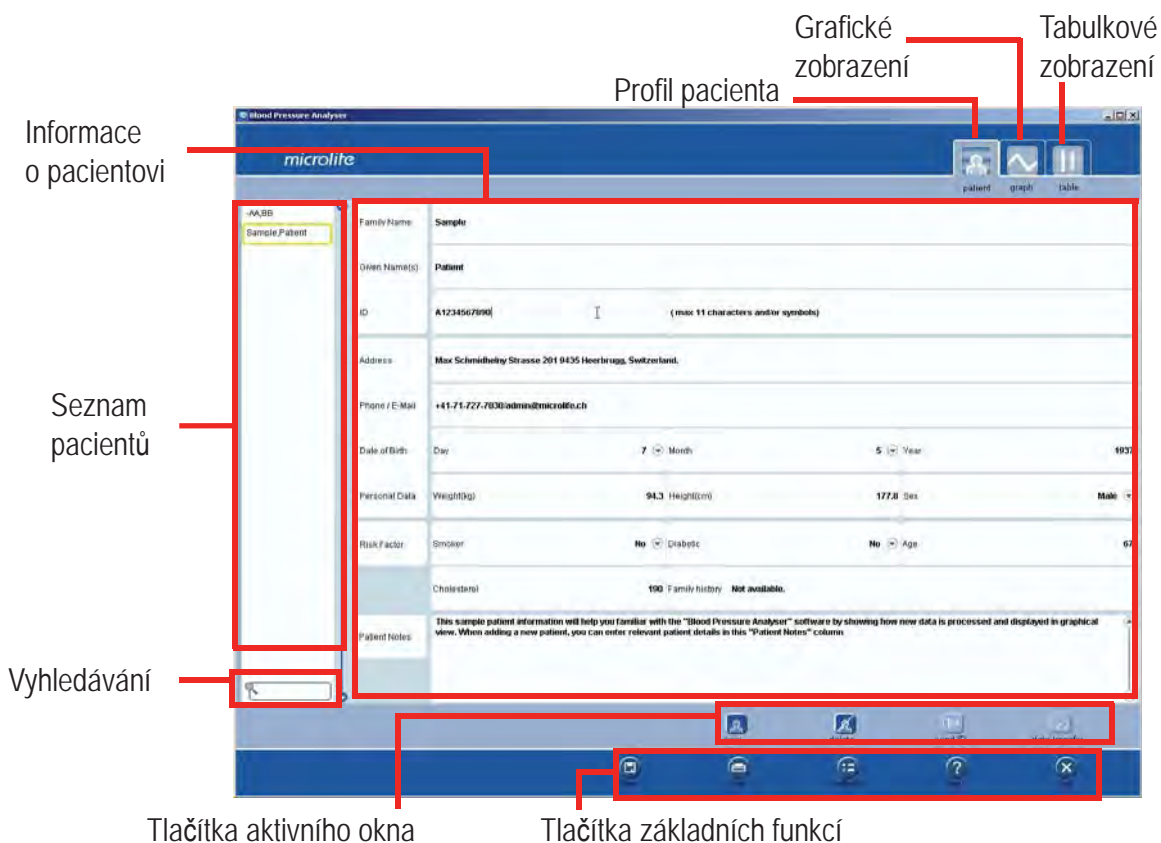 Grafické
zobrazení
Tabulkové
zobrazení
Profil pacienta
Informace
o pacientovi
Blood Pressure Analyser
microlife
patient graph table
-AA,BB
Sample,Patient
Family Name Sample
Given Name(s) Patient
ID A1234567890 ( max 11 characters and/or symbols)
Address Max Schmidheiny Strasse 201 9435 Heerbrugg, Switzerland.
Phone / E-Mail +41-71-727-7030/admin@microlife.ch
Seznam
pacientů
Date of Birth Day 7 Month 5 Year 1937
Personal Data Weight(kg) 94.3 Height(cm) 177.8 Sex Male
Risk Factor Smoker No Diabetic No Age 67
Cholesterol 190 Family history Not available.
Patient Notes
This sample patient information will help you familiar with the "Blood Pressure Analyser" software by showing how new data is processed and displayed in graphical
view. When adding a new patient, you can enter relevant patient details in this "Patient Notes" column
Vyhledávání
Tlačítka aktivního okna
Tlačítka základních funkcí